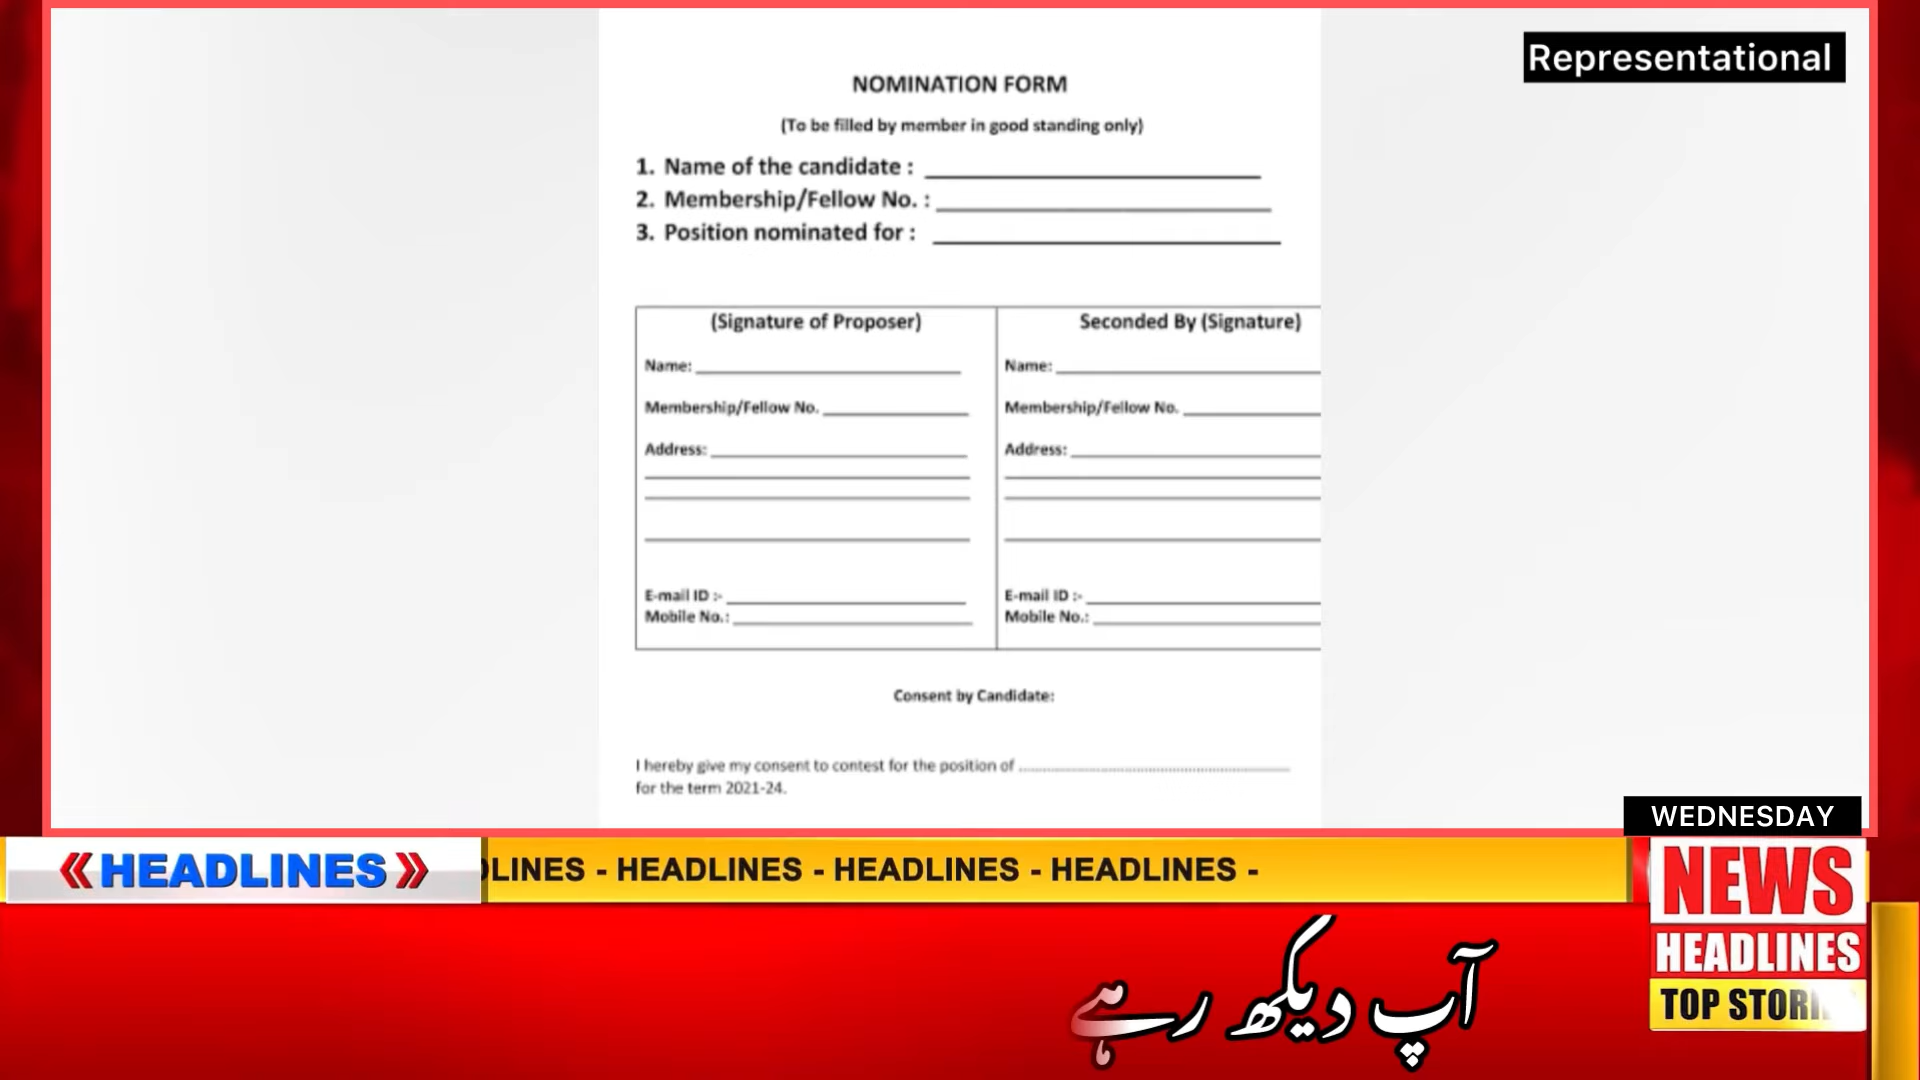 Representational
NOMINATION FORM
(To be filled by member in good standing only)
1. Name of the candidate :
2. Membership/Fellow No. :
3. Position nominated for :
(Signature of Proposer)
Name:
Membership/Fellow No.
Address:
E-mail ID :-
Mobile No.:
Seconded By (Signature)
Name:
Membership/Fellow No.
Address:
E-mail ID :-
Mobile No.:
Consent by Candidate:
I hereby give my consent to contest for the position of
for the term 2021-24.
WEDNESDAY
HEADLINES
DLINES - HEADLINES - HEADLINES - HEADLINES -
NEWS
HEADLINES
TOP STORI
آپ دیکھ رہے